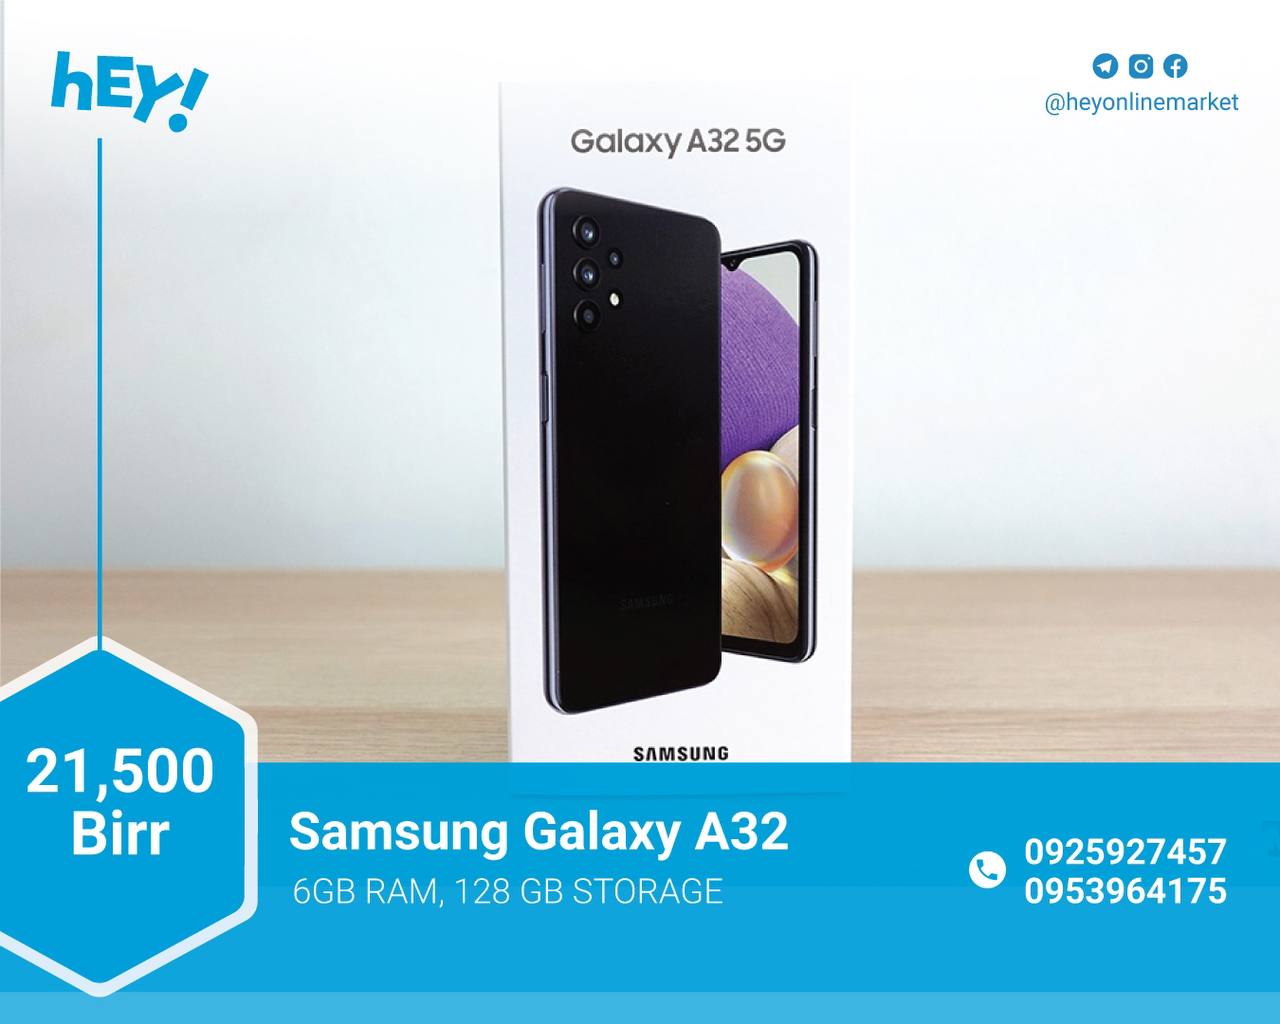 hEY!
@heyonlinemarket
Galaxy A32 5G
SAMSUNG
SAMSUNG
21,500
Birr
Samsung Galaxy A32
6GB RAM, 128 GB STORAGE
0925927457
0953964175